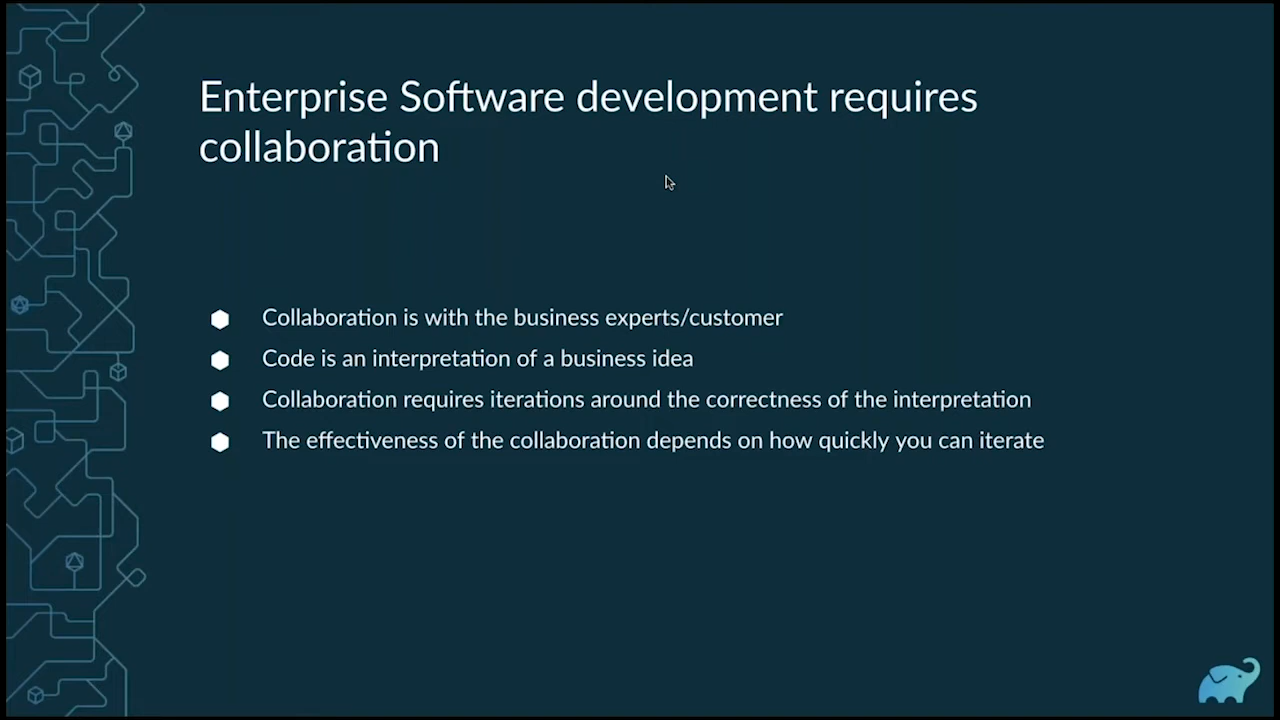 Enterprise Software development requires
collaboration
Collaboration is with the business experts/customer
Code is an interpretation of a business idea
Collaboration requires iterations around the correctness of the interpretation
The effectiveness of the collaboration depends on how quickly you can iterate